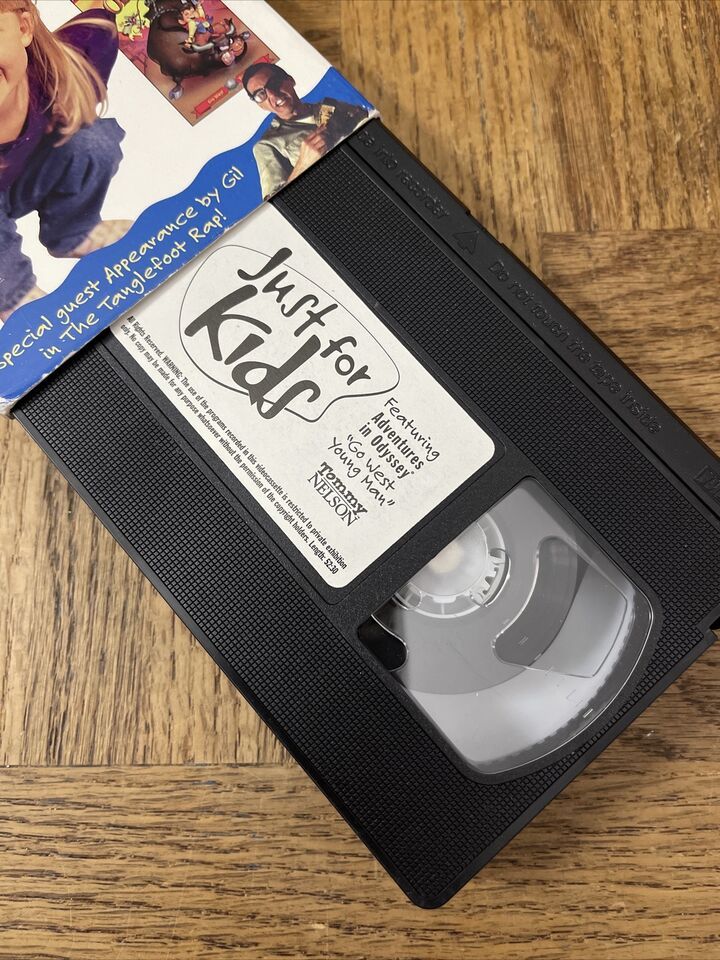 Special guest Appearance by Gil
in The Tanglefoot Rap!
Just for
Kids
Featuring
Adventures
in Odyssey®
"Go West
Young Man"
Tommy
NELSON
All Rights Reserved. WARNING: The use of the programs recorded in this videocassette is restricted to private exhibition
only. No copy may be made for any purpose whatsoever without the permission of the copyright holders. Length: 52:30
into recorder
Do not touch the tape inside